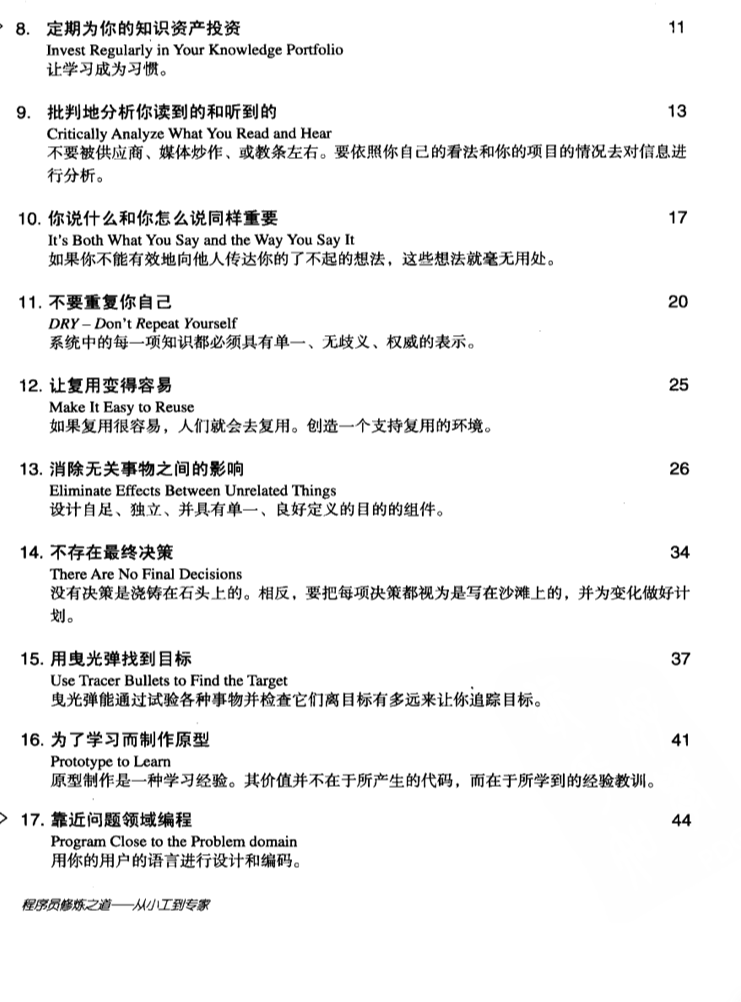 8. 定期为你的知识资产投资 11
Invest Regularly in Your Knowledge Portfolio
让学习成为习惯。
9. 批判地分析你读到的和听到的 13
Critically Analyze What You Read and Hear
不要被供应商、媒体炒作、或教条左右。要依照你自己的看法和你的项目的情况去对信息进
行分析。
10. 你说什么和你怎么说同样重要 17
It's Both What You Say and the Way You Say It
如果你不能有效地向他人传达你的了不起的想法，这些想法就毫无用处。
11. 不要重复你自己 20
DRY – Don't Repeat Yourself
系统中的每一项知识都必须具有单一、无歧义、权威的表示。
12. 让复用变得容易 25
Make It Easy to Reuse
如果复用很容易，人们就会去复用。创造一个支持复用的环境。
13. 消除无关事物之间的影响 26
Eliminate Effects Between Unrelated Things
设计自足、独立、并具有单一、良好定义的目的的组件。
14. 不存在最终决策 34
There Are No Final Decisions
没有决策是浇铸在石头上的。相反，要把每项决策都视为是写在沙滩上的，并为变化做好计
划。
15. 用曳光弹找到目标 37
Use Tracer Bullets to Find the Target
曳光弹能通过试验各种事物并检查它们离目标有多远来让你追踪目标。
16. 为了学习而制作原型 41
Prototype to Learn
原型制作是一种学习经验。其价值并不在于所产生的代码，而在于所学到的经验教训。
17. 靠近问题领域编程 44
Program Close to the Problem domain
用你的用户的语言进行设计和编码。
程序员修炼之道——从小工到专家